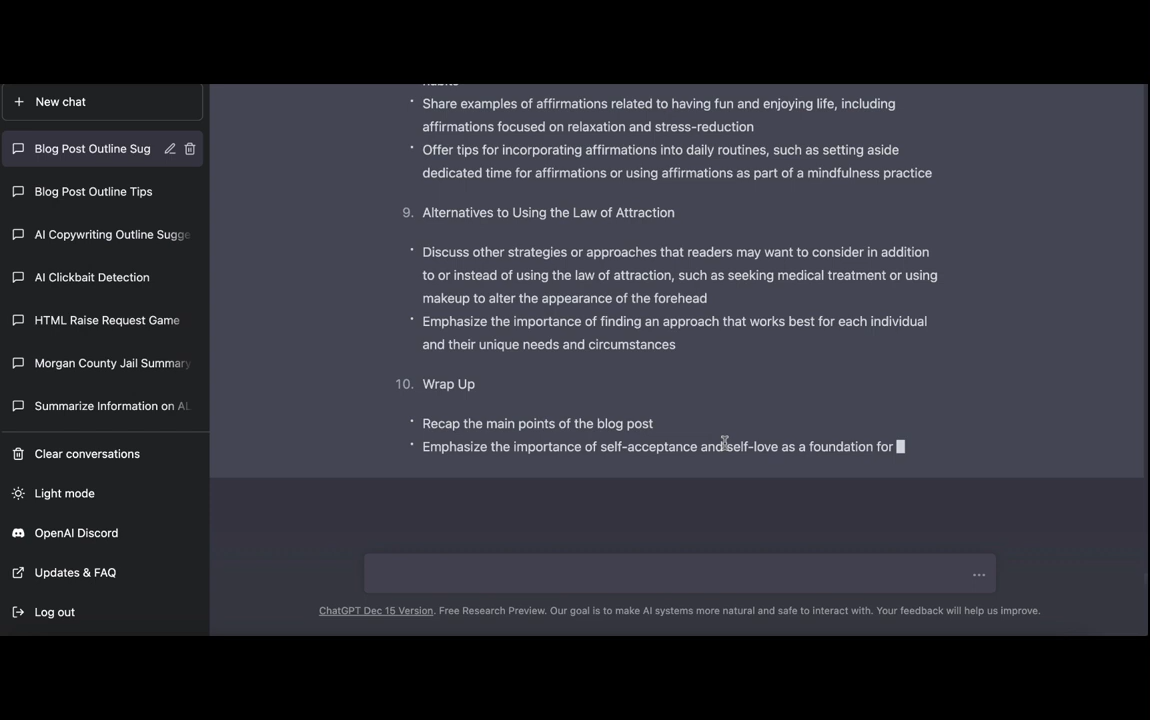 New chat
Blog Post Outline Sug
Blog Post Outline Tips
AI Copywriting Outline Sugge
AI Clickbait Detection
HTML Raise Request Game
Morgan County Jail Summary
Summarize Information on AL
Clear conversations
Light mode
OpenAI Discord
Updates & FAQ
Log out
habits
• Share examples of affirmations related to having fun and enjoying life, including
affirmations focused on relaxation and stress-reduction
• Offer tips for incorporating affirmations into daily routines, such as setting aside
dedicated time for affirmations or using affirmations as part of a mindfulness practice
9. Alternatives to Using the Law of Attraction
• Discuss other strategies or approaches that readers may want to consider in addition
to or instead of using the law of attraction, such as seeking medical treatment or using
makeup to alter the appearance of the forehead
• Emphasize the importance of finding an approach that works best for each individual
and their unique needs and circumstances
10. Wrap Up
• Recap the main points of the blog post
• Emphasize the importance of self-acceptance and self-love as a foundation for
ChatGPT Dec 15 Version. Free Research Preview. Our goal is to make AI systems more natural and safe to interact with. Your feedback will help us improve.